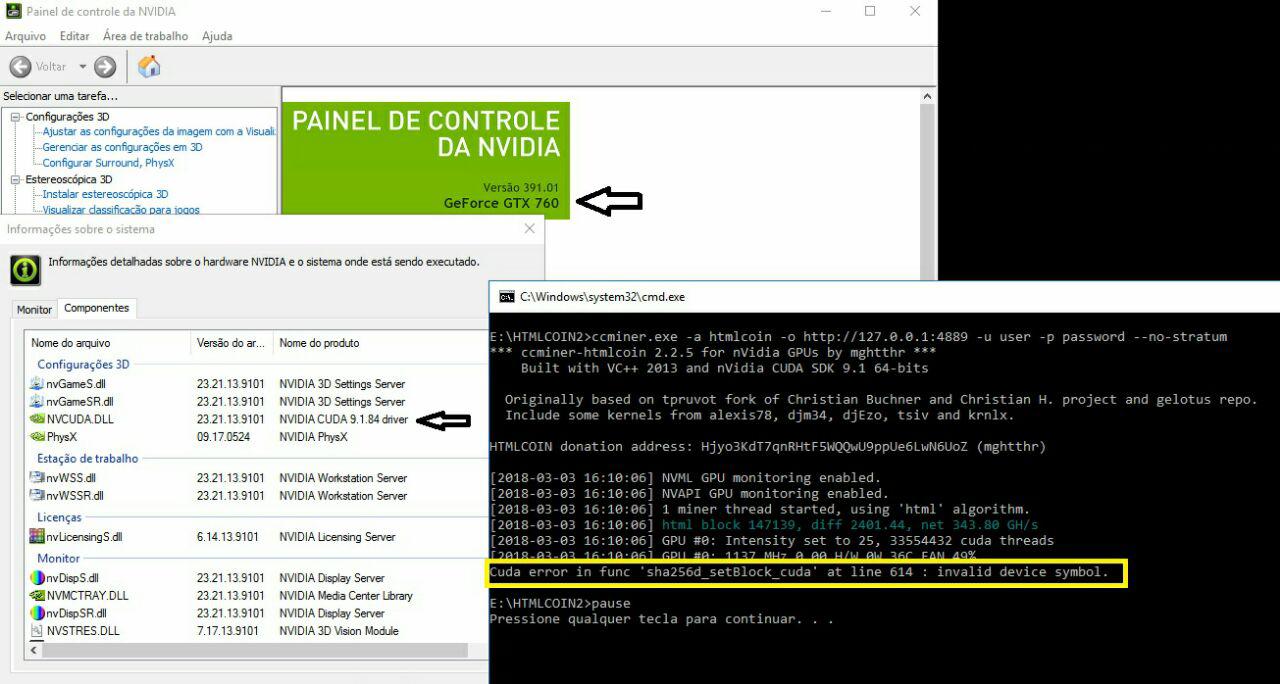 Painel de controle da NVIDIA
Arquivo Editar Área de trabalho Ajuda
Voltar
Selecionar uma tarefa...
Configurações 3D
Ajustar as configurações da imagem com a Visuali
Gerenciar as configurações em 3D
Configurar Surround, PhysX
Estereoscópica 3D
Instalar estereoscópica 3D
Visualizar classificação para jogos
PAINEL DE CONTROLE
DA NVIDIA
Versão 391.01
GeForce GTX 760
Informações sobre o sistema
Informações detalhadas sobre o hardware NVIDIA e o sistema onde está sendo executado.
Monitor Componentes
Nome do arquivo Versão do ar... Nome do produto
Configurações 3D
nvGameS.dll 23.21.13.9101 NVIDIA 3D Settings Server
nvGameSR.dll 23.21.13.9101 NVIDIA 3D Settings Server
NVCUDA.DLL 23.21.13.9101 NVIDIA CUDA 9.1.84 driver
PhysX 09.17.0524 NVIDIA PhysX
Estação de trabalho
nvWSS.dll 23.21.13.9101 NVIDIA Workstation Server
nvWSSR.dll 23.21.13.9101 NVIDIA Workstation Server
Licenças
nvLicensingS.dll 6.14.13.9101 NVIDIA Licensing Server
Monitor
nvDispS.dll 23.21.13.9101 NVIDIA Display Server
NVMCTRAY.DLL 23.21.13.9101 NVIDIA Media Center Library
nvDispSR.dll 23.21.13.9101 NVIDIA Display Server
NVSTRES.DLL 7.17.13.9101 NVIDIA 3D Vision Module
C:\Windows\system32\cmd.exe
E:\HTMLCOIN2>ccminer.exe -a htmlcoin -o http://127.0.0.1:4889 -u user -p password --no-stratum
*** ccminer-htmlcoin 2.2.5 for nVidia GPUs by mghtthr ***
Built with VC++ 2013 and nVidia CUDA SDK 9.1 64-bits
Originally based on tpruvot fork of Christian Buchner and Christian H. project and gelotus repo.
Include some kernels from alexis78, djm34, djEzo, tsiv and krnlx.
HTMLCOIN donation address: Hjyo3KdT7qnRHtF5WQQwU9ppUe6LwN6UoZ (mghtthr)
[2018-03-03 16:10:06] NVML GPU monitoring enabled.
[2018-03-03 16:10:06] NVAPI GPU monitoring enabled.
[2018-03-03 16:10:06] 1 miner thread started, using 'html' algorithm.
[2018-03-03 16:10:06] html block 147139, diff 2401.44, net 343.80 GH/s
[2018-03-03 16:10:06] GPU #0: Intensity set to 25, 33554432 cuda threads
[2018-03-03 16:10:06] GPU #0: 1137 MHz 0.00 H/W 0W 36C FAN 49%
Cuda error in func 'sha256d_setBlock_cuda' at line 614 : invalid device symbol.
E:\HTMLCOIN2>pause
Pressione qualquer tecla para continuar. . .